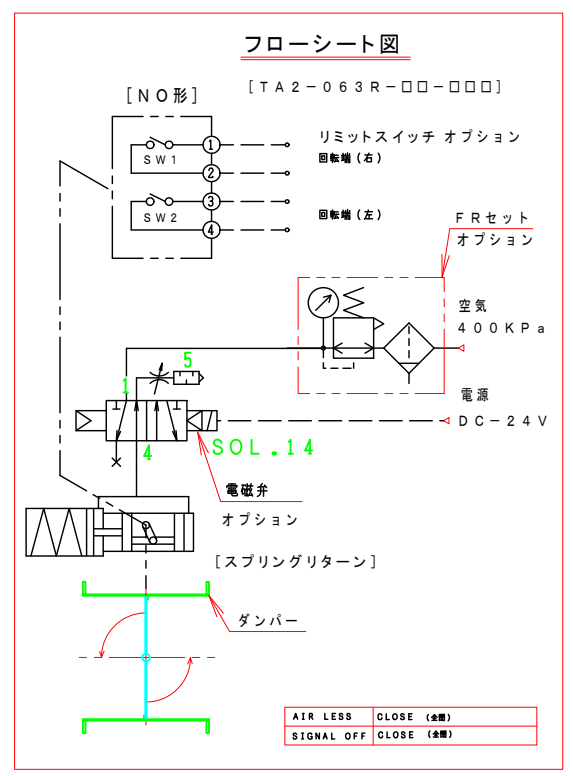 フローシート図
[TA2-063R-□□-□□□]
[NO形]
リミットスイッチ オプション
① SW1 ②
回転端(右)
③ SW2 ④
回転端(左)
FRセット
オプション
空気
400KPa
電源
DC-24V
1
5
4
SOL.14
電磁弁
オプション
[スプリングリターン]
ダンパー
AIR LESS CLOSE (全閉)
SIGNAL OFF CLOSE (全閉)